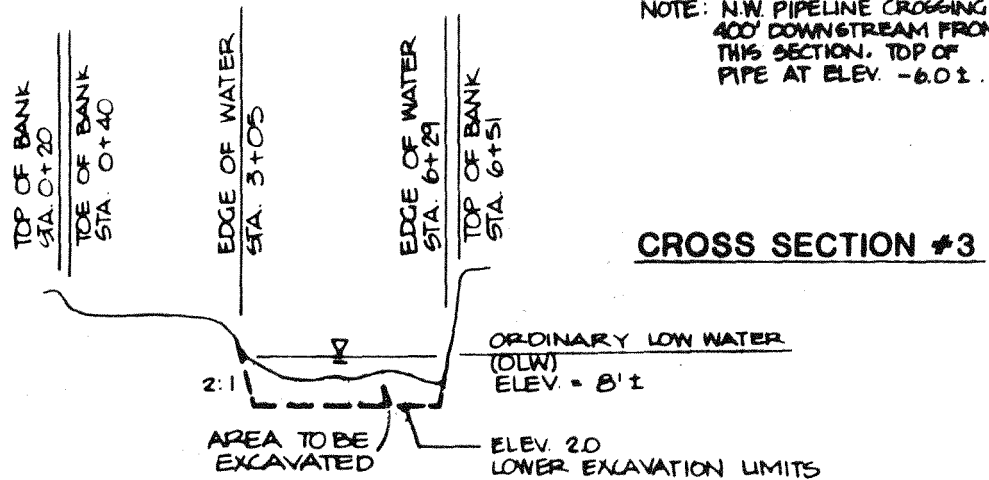 NOTE: N.W. PIPELINE CROSSING
400' DOWNSTREAM FROM
THIS SECTION. TOP OF
PIPE AT ELEV. -6.0 ±.
TOP OF BANK
STA. 0+20
TOE OF BANK
STA. 0+40
EDGE OF WATER
STA. 3+05
EDGE OF WATER
STA. 6+29
TOP OF BANK
STA. 6+51
CROSS SECTION #3
ORDINARY LOW WATER
(OLW)
ELEV. = 8' ±
2:1
AREA TO BE
EXCAVATED
ELEV. 2.0
LOWER EXCAVATION LIMITS